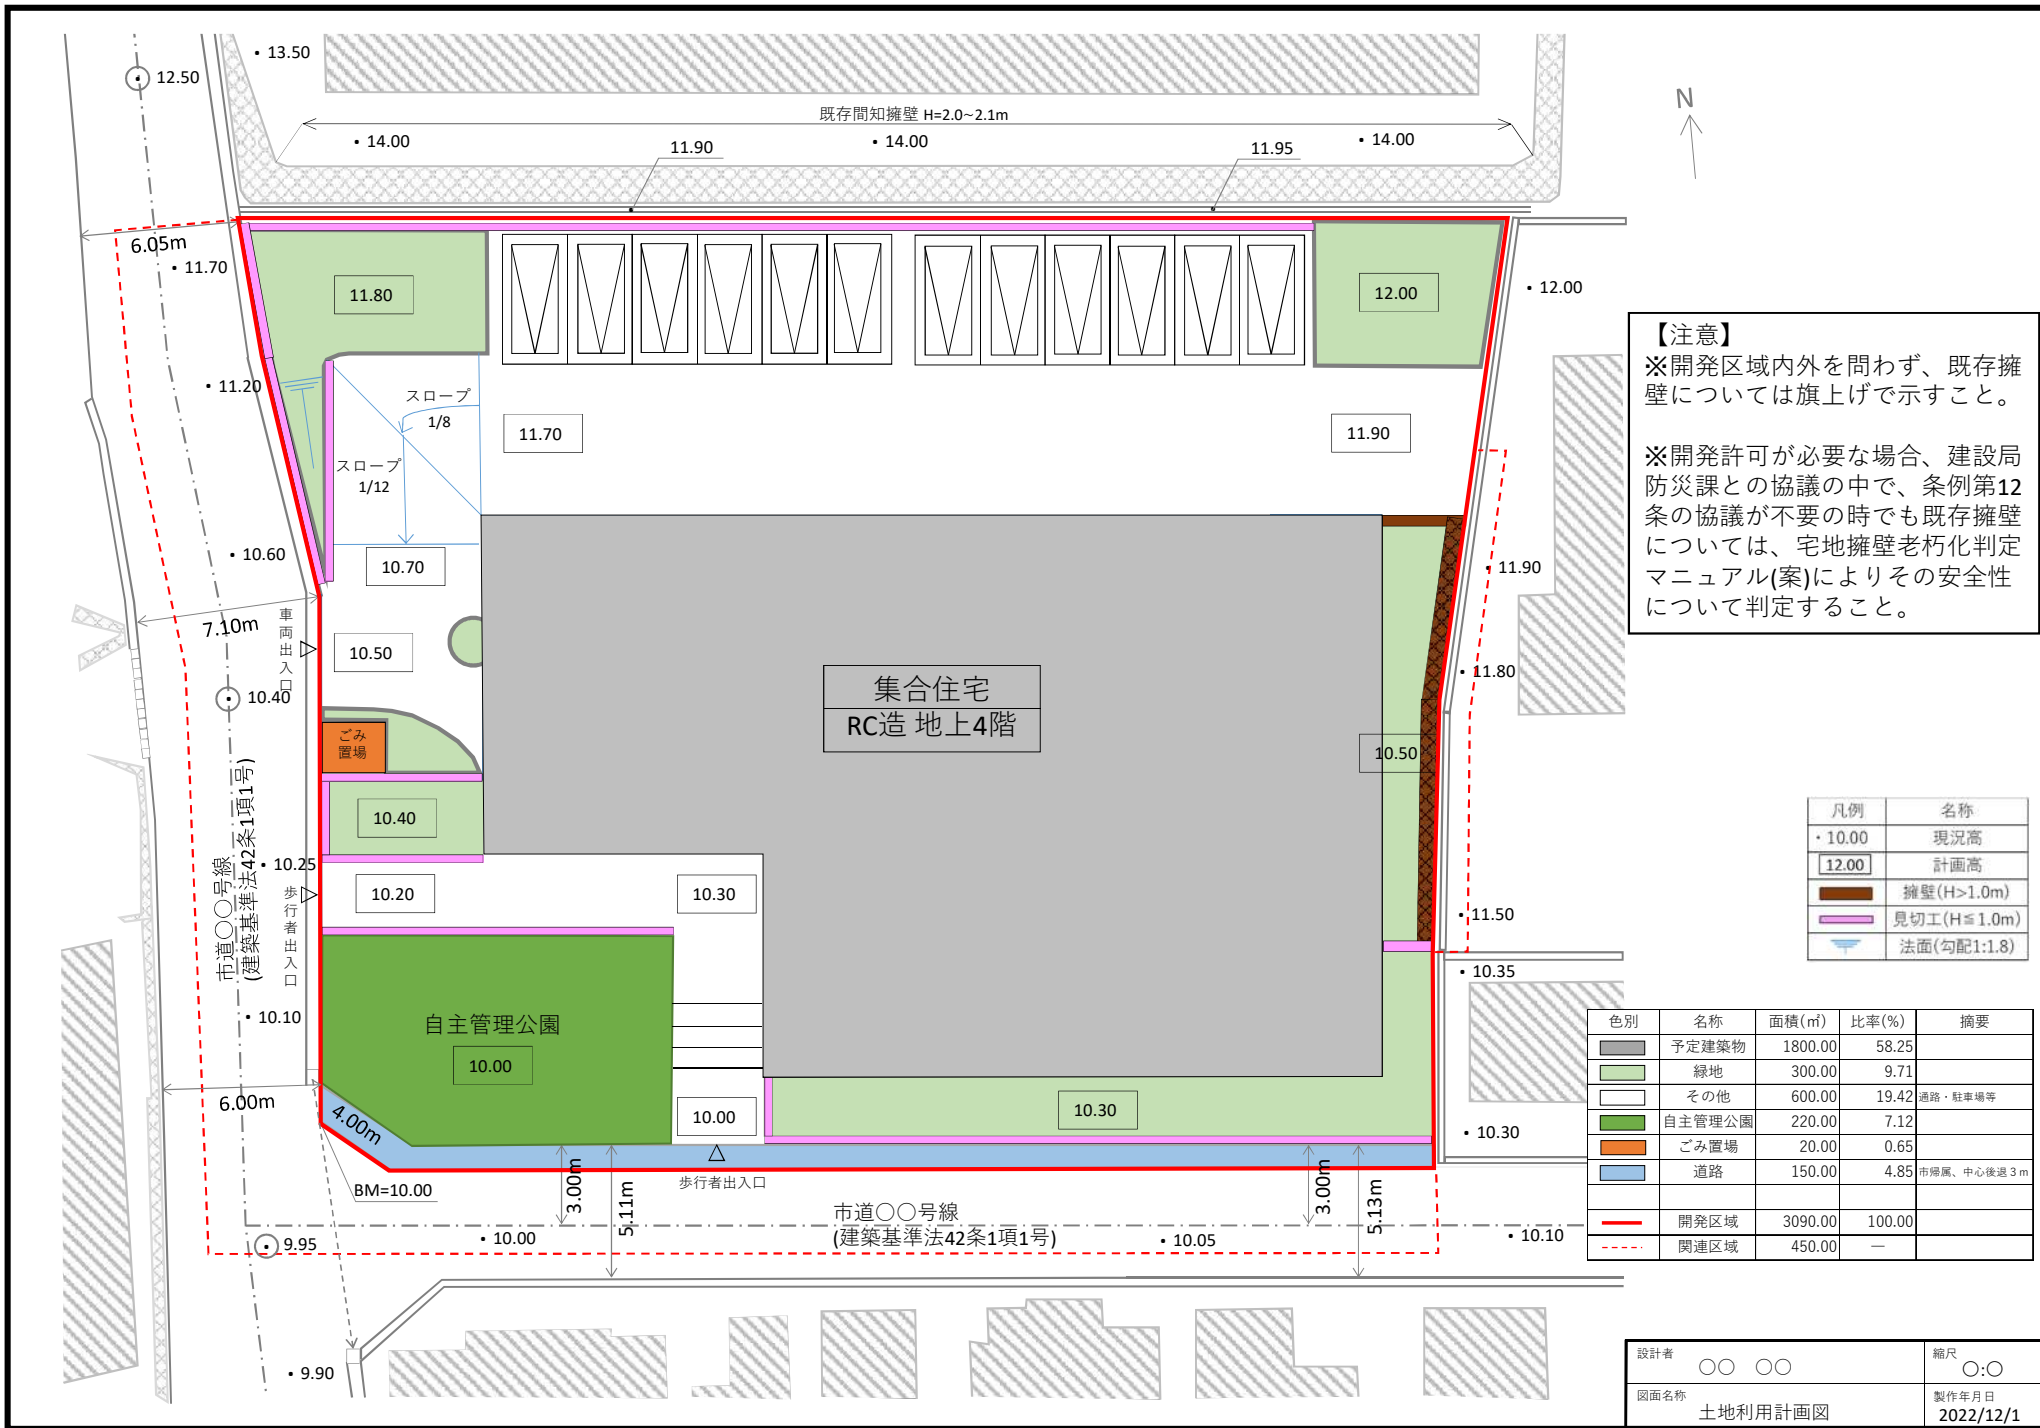 ・13.50
12.50
既存間知擁壁 H=2.0~2.1m
・14.00
11.90
・14.00
11.95
・14.00
N
6.05m
・11.70
11.80
12.00
・12.00
・11.20
スロープ
1/8
スロープ
1/12
11.70
11.90
【注意】
※開発区域内外を問わず、既存擁
壁については旗上げで示すこと。
※開発許可が必要な場合、建設局
防災課との協議の中で、条例第12
条の協議が不要の時でも既存擁壁
については、宅地擁壁老朽化判定
マニュアル(案)によりその安全性
について判定すること。
・10.60
10.70
・11.90
7.10m
車両出入口
10.50
10.40
集合住宅
RC造 地上4階
・11.80
ごみ
置場
10.50
10.40
市道〇〇号線
(建築基準法42条1項1号)
・10.25
歩行者出入口
10.20
10.30
・11.50
・10.35
・10.10
自主管理公園
10.00
6.00m
4.00m
10.00
10.30
・10.30
BM=10.00
3.00m
5.11m
歩行者出入口
3.00m
5.13m
市道〇〇号線
(建築基準法42条1項1号)
9.95
・10.00
・10.05
・10.10
・9.90
凡例 名称
・10.00 現況高
12.00 計画高
擁壁(H>1.0m)
見切工(H≦1.0m)
法面(勾配1:1.8)
色別 名称 面積(㎡) 比率(%) 摘要
予定建築物 1800.00 58.25
緑地 300.00 9.71
その他 600.00 19.42 通路・駐車場等
自主管理公園 220.00 7.12
ごみ置場 20.00 0.65
道路 150.00 4.85 市帰属、中心後退3m
開発区域 3090.00 100.00
関連区域 450.00 ―
設計者 〇〇 〇〇
縮尺 〇:〇
図面名称 土地利用計画図
製作年月日 2022/12/1